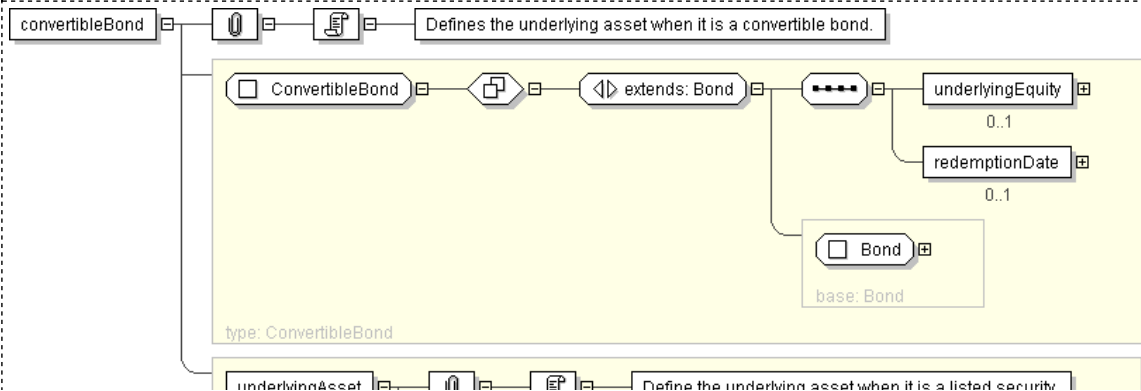 convertibleBond
Defines the underlying asset when it is a convertible bond.
ConvertibleBond
extends: Bond
underlyingEquity
0..1
redemptionDate
0..1
Bond
base: Bond
type: ConvertibleBond
underlyingAsset
Define the underlying asset when it is a listed security.